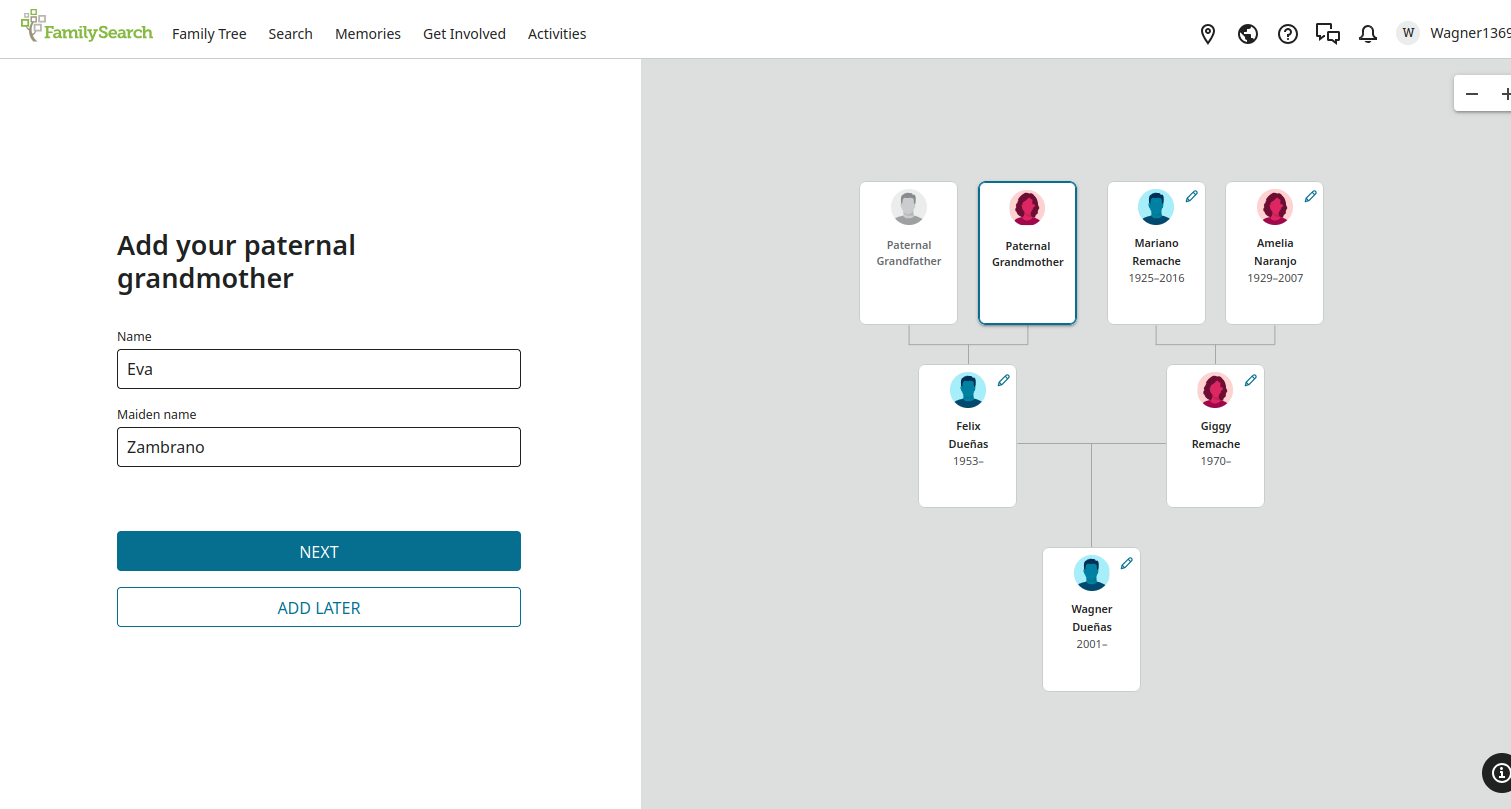 FamilySearch
Family Tree
Search
Memories
Get Involved
Activities
W
Wagner1369
Add your paternal
grandmother
Name
Eva
Maiden name
Zambrano
NEXT
ADD LATER
Paternal
Grandfather
Paternal
Grandmother
Mariano
Remache
1925–2016
Amelia
Naranjo
1929–2007
Felix
Dueñas
1953–
Giggy
Remache
1970–
Wagner
Dueñas
2001–